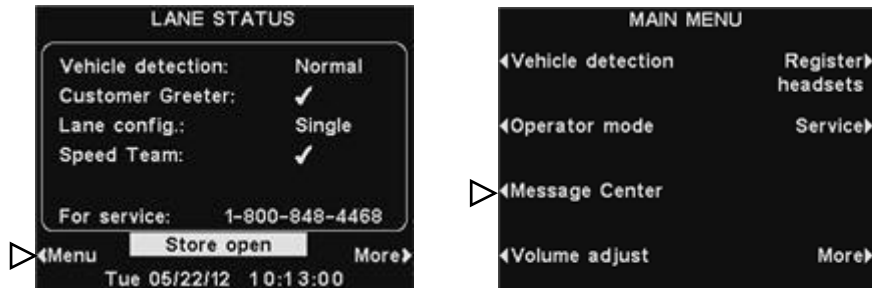 LANE STATUS
Vehicle detection: Normal
Customer Greeter: ✓
Lane config.: Single
Speed Team: ✓
For service: 1-800-848-4468
Store open
Menu More
Tue 05/22/12 10:13:00
MAIN MENU
Vehicle detection Register
headsets
Operator mode Service
Message Center
Volume adjust More